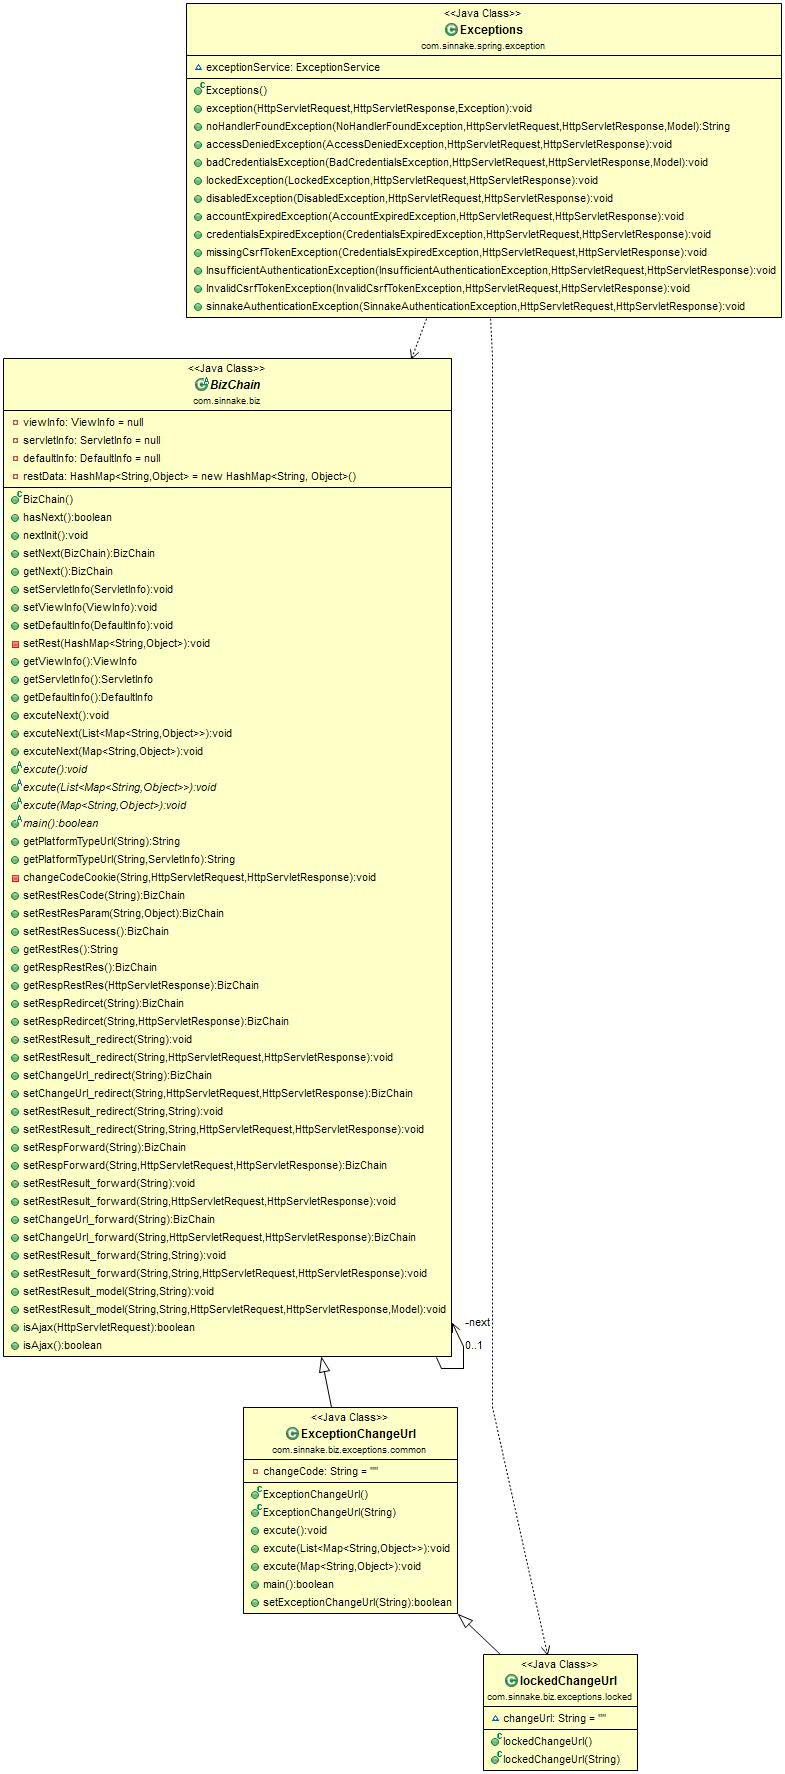 <<Java Class>>
Exceptions
com.sinnake.spring.exception
exceptionService: ExceptionService
Exceptions()
exception(HttpServletRequest,HttpServletResponse,Exception):void
noHandlerFoundException(NoHandlerFoundException,HttpServletRequest,HttpServletResponse,Model):String
accessDeniedException(AccessDeniedException,HttpServletRequest,HttpServletResponse):void
badCredentialsException(BadCredentialsException,HttpServletRequest,HttpServletResponse,Model):void
lockedException(LockedException,HttpServletRequest,HttpServletResponse):void
disabledException(DisabledException,HttpServletRequest,HttpServletResponse):void
accountExpiredException(AccountExpiredException,HttpServletRequest,HttpServletResponse):void
credentialsExpiredException(CredentialsExpiredException,HttpServletRequest,HttpServletResponse):void
missingCsrfTokenException(CredentialsExpiredException,HttpServletRequest,HttpServletResponse):void
InsufficientAuthenticationException(InsufficientAuthenticationException,HttpServletRequest,HttpServletResponse):void
InvalidCsrfTokenException(InvalidCsrfTokenException,HttpServletRequest,HttpServletResponse):void
sinnakeAuthenticationException(SinnakeAuthenticationException,HttpServletRequest,HttpServletResponse):void
<<Java Class>>
BizChain
com.sinnake.biz
viewInfo: ViewInfo = null
servletInfo: ServletInfo = null
defaultInfo: DefaultInfo = null
restData: HashMap<String,Object> = new HashMap<String, Object>()
BizChain()
hasNext():boolean
nextInit():void
setNext(BizChain):BizChain
getNext():BizChain
setServletInfo(ServletInfo):void
setViewInfo(ViewInfo):void
setDefaultInfo(DefaultInfo):void
setRest(HashMap<String,Object>):void
getViewInfo():ViewInfo
getServletInfo():ServletInfo
getDefaultInfo():DefaultInfo
excuteNext():void
excuteNext(List<Map<String,Object>>):void
excuteNext(Map<String,Object>):void
excute():void
excute(List<Map<String,Object>>):void
excute(Map<String,Object>):void
main():boolean
getPlatformTypeUrl(String):String
getPlatformTypeUrl(String,ServletInfo):String
changeCodeCookie(String,HttpServletRequest,HttpServletResponse):void
setRestResCode(String):BizChain
setRestResParam(String,Object):BizChain
setRestResSucess():BizChain
getRestRes():String
getRespRestRes():BizChain
getRespRestRes(HttpServletResponse):BizChain
setRespRedircet(String):BizChain
setRespRedircet(String,HttpServletResponse):BizChain
setRestResult_redirect(String):void
setRestResult_redirect(String,HttpServletRequest,HttpServletResponse):void
setChangeUrl_redirect(String):BizChain
setChangeUrl_redirect(String,HttpServletRequest,HttpServletResponse):BizChain
setRestResult_redirect(String,String):void
setRestResult_redirect(String,String,HttpServletRequest,HttpServletResponse):void
setRespForward(String):BizChain
setRespForward(String,HttpServletRequest,HttpServletResponse):BizChain
setRestResult_forward(String):void
setRestResult_forward(String,HttpServletRequest,HttpServletResponse):void
setChangeUrl_forward(String):BizChain
setChangeUrl_forward(String,HttpServletRequest,HttpServletResponse):BizChain
setRestResult_forward(String,String):void
setRestResult_forward(String,String,HttpServletRequest,HttpServletResponse):void
setRestResult_model(String,String):void
setRestResult_model(String,String,HttpServletRequest,HttpServletResponse,Model):void
isAjax(HttpServletRequest):boolean
isAjax():boolean
-next
0..1
<<Java Class>>
ExceptionChangeUrl
com.sinnake.biz.exceptions.common
changeCode: String = ""
ExceptionChangeUrl()
ExceptionChangeUrl(String)
excute():void
excute(List<Map<String,Object>>):void
excute(Map<String,Object>):void
main():boolean
setExceptionChangeUrl(String):boolean
<<Java Class>>
lockedChangeUrl
com.sinnake.biz.exceptions.locked
changeUrl: String = ""
lockedChangeUrl()
lockedChangeUrl(String)